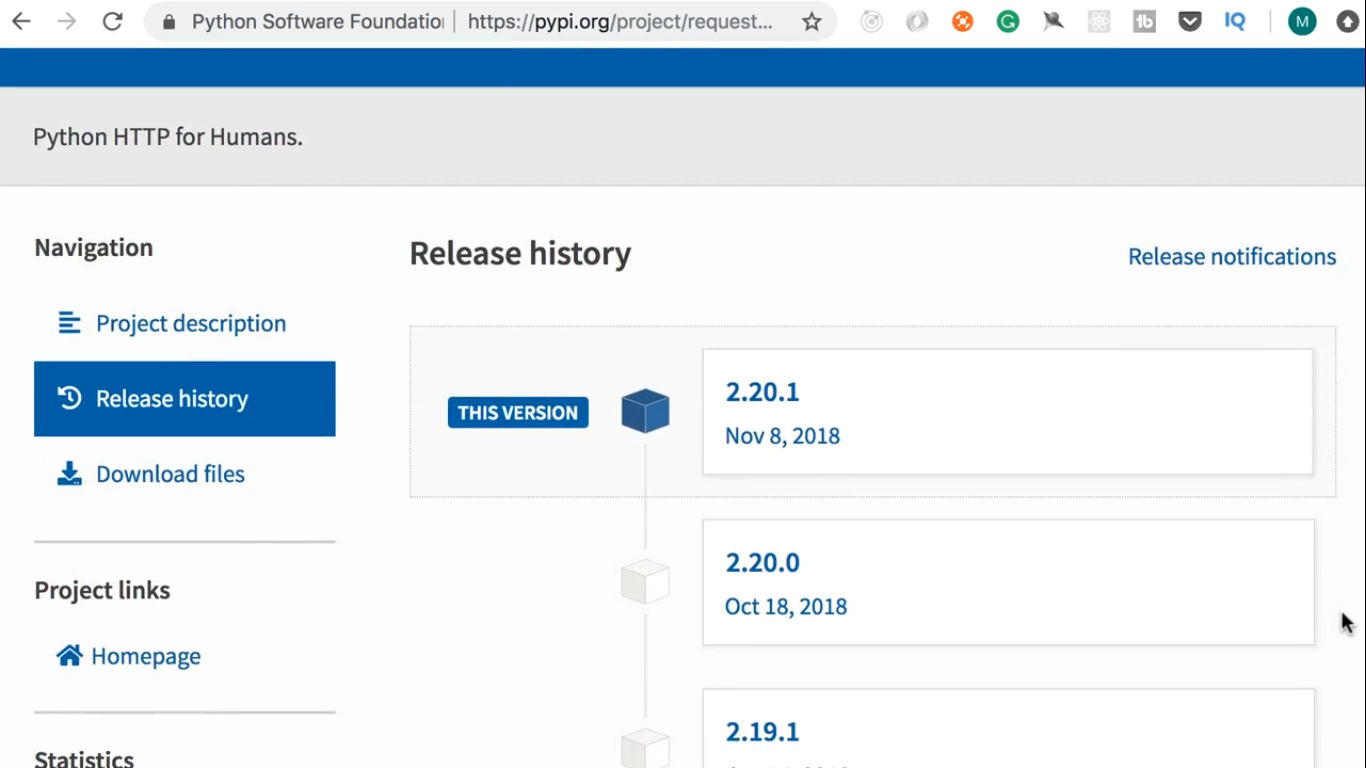 Python Software Foundation
https://pypi.org/project/request...
M
Python HTTP for Humans.
Navigation
Project description
Release history
Download files
Project links
Homepage
Statistics
Release history
Release notifications
THIS VERSION
2.20.1
Nov 8, 2018
2.20.0
Oct 18, 2018
2.19.1